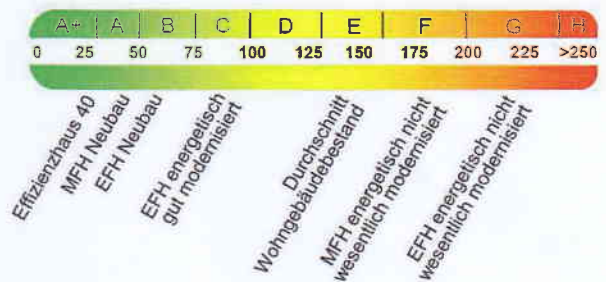 A+ A B C D E F G H
0 25 50 75 100 125 150 175 200 225 >250
Effizienzhaus 40
MFH Neubau
EFH Neubau
EFH energetisch
gut modernisiert
Durchschnitt
Wohngebäudebestand
MFH energetisch nicht
wesentlich modernisiert
EFH energetisch nicht
wesentlich modernisiert